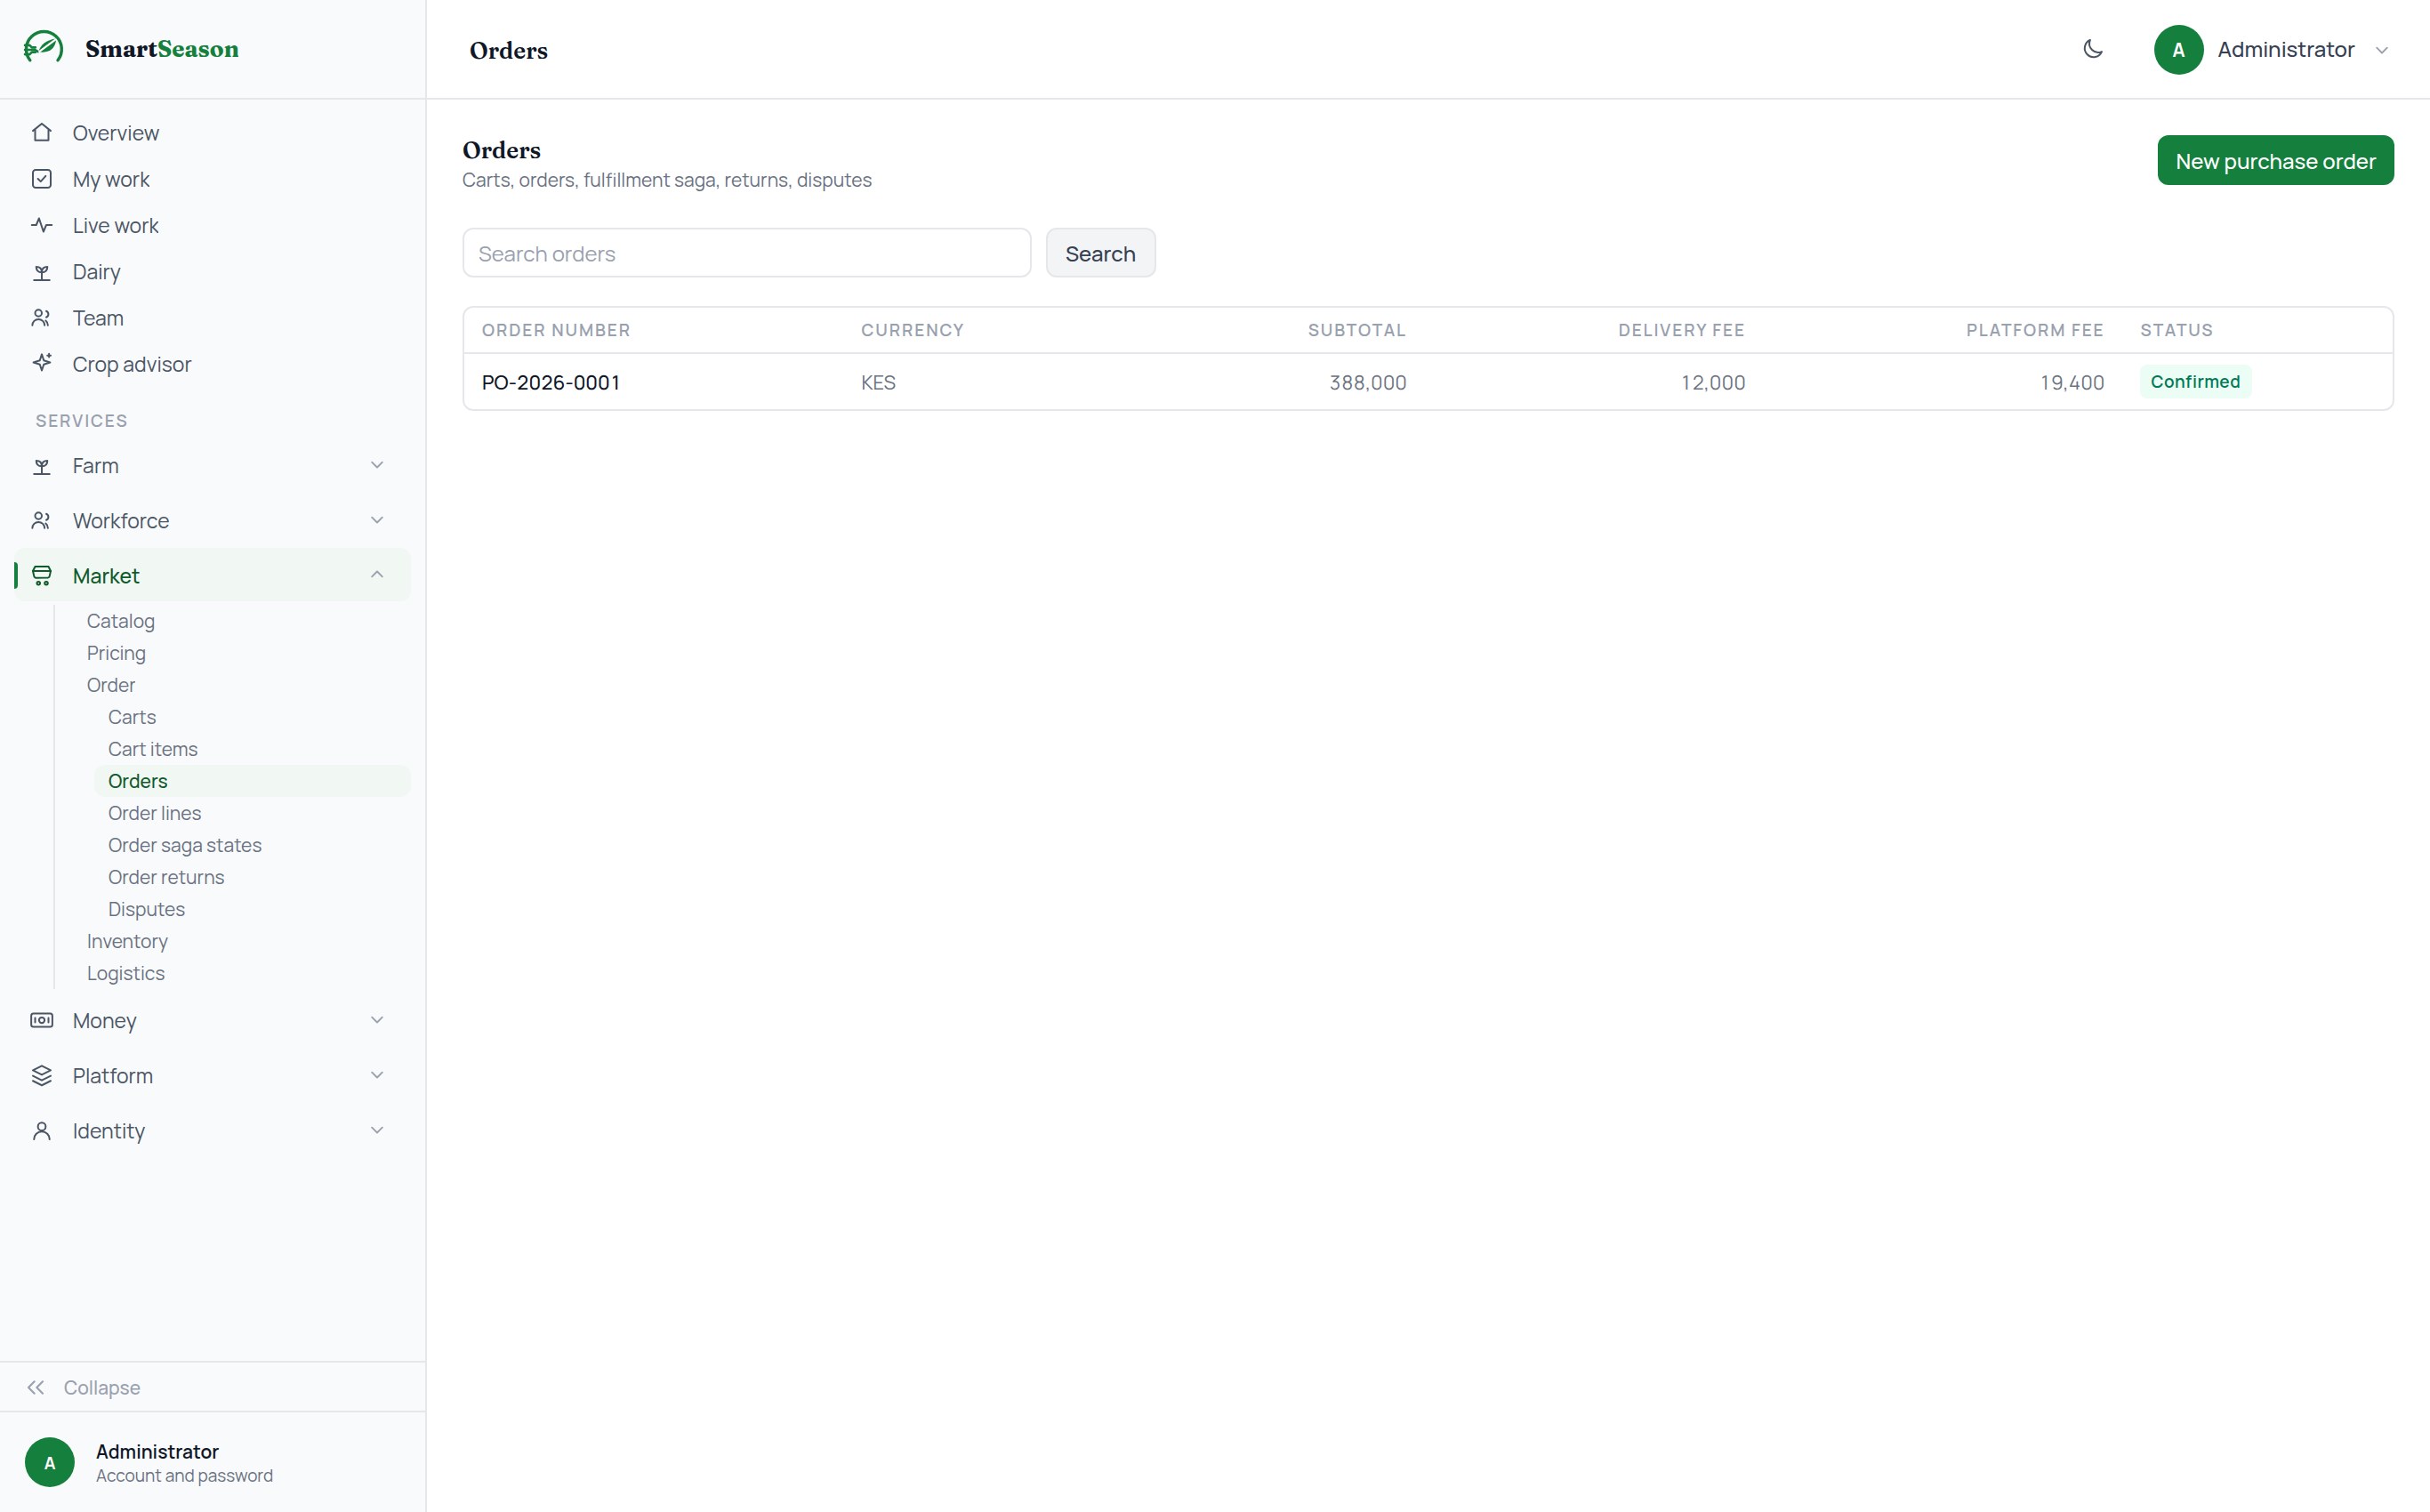 SmartSeason
Orders
A
Administrator
Overview
My work
Live work
Dairy
Team
Crop advisor
SERVICES
Farm
Workforce
Market
Catalog
Pricing
Order
Carts
Cart items
Orders
Order lines
Order saga states
Order returns
Disputes
Inventory
Logistics
Money
Platform
Identity
Collapse
A
Administrator
Account and password
Orders
Carts, orders, fulfillment saga, returns, disputes
New purchase order
Search orders
Search
ORDER NUMBER CURRENCY SUBTOTAL DELIVERY FEE PLATFORM FEE STATUS
PO-2026-0001 KES 388,000 12,000 19,400 Confirmed